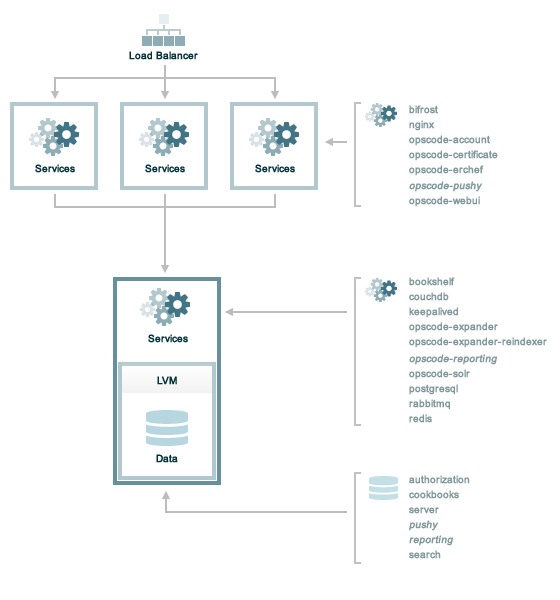 Load Balancer
Services
Services
Services
bifrost
nginx
opscode-account
opscode-certificate
opscode-erchef
opscode-pushy
opscode-webui
Services
LVM
Data
bookshelf
couchdb
keepalived
opscode-expander
opscode-expander-reindexer
opscode-reporting
opscode-solr
postgresql
rabbitmq
redis
authorization
cookbooks
server
pushy
reporting
search